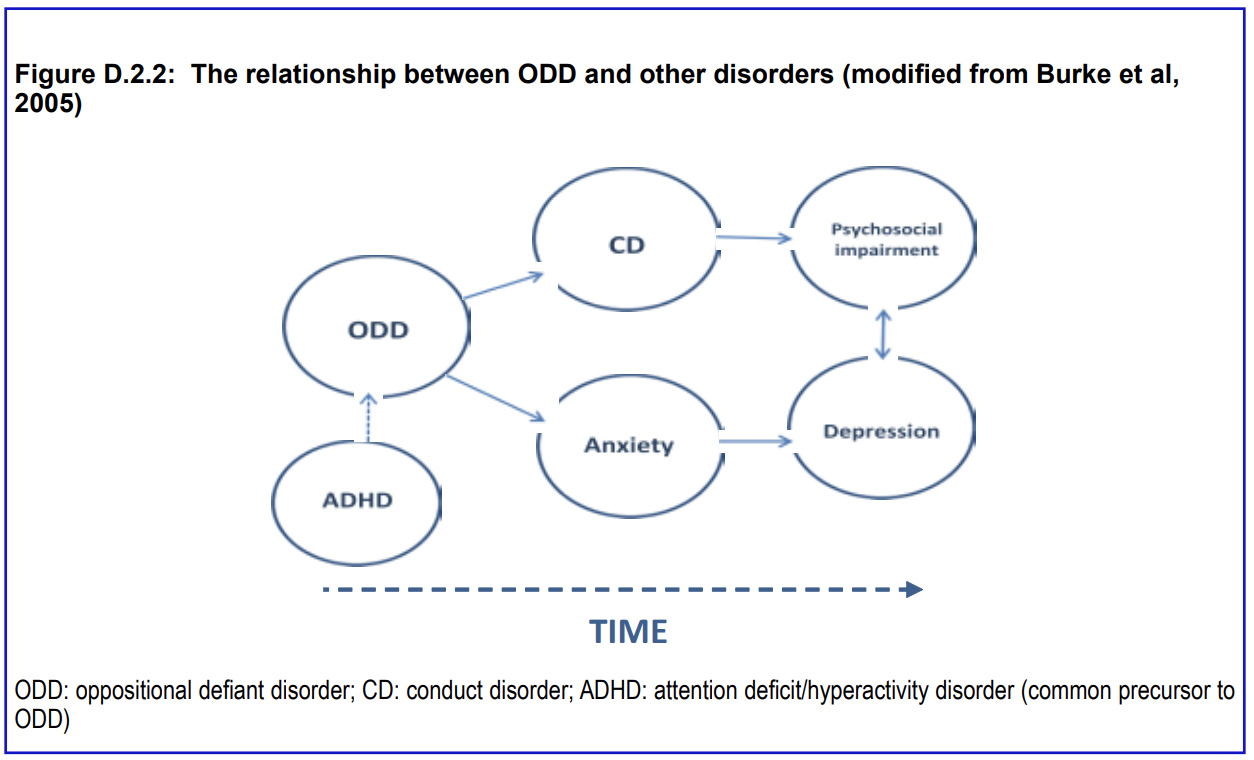 Figure D.2.2:  The relationship between ODD and other disorders (modified from Burke et al,
2005)
CD
Psychosocial
impairment
ODD
Anxiety
Depression
ADHD
TIME
ODD: oppositional defiant disorder; CD: conduct disorder; ADHD: attention deficit/hyperactivity disorder (common precursor to
ODD)